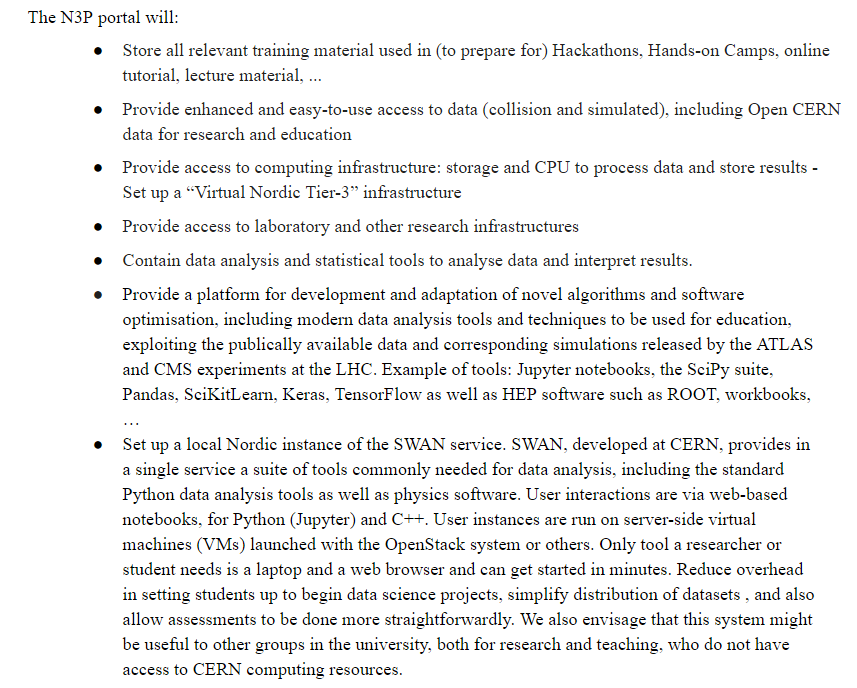 The N3P portal will:
● Store all relevant training material used in (to prepare for) Hackathons, Hands-on Camps, online
tutorial, lecture material, ...
● Provide enhanced and easy-to-use access to data (collision and simulated), including Open CERN
data for research and education
● Provide access to computing infrastructure: storage and CPU to process data and store results -
Set up a “Virtual Nordic Tier-3” infrastructure
● Provide access to laboratory and other research infrastructures
● Contain data analysis and statistical tools to analyse data and interpret results.
● Provide a platform for development and adaptation of novel algorithms and software
optimisation, including modern data analysis tools and techniques to be used for education,
exploiting the publically available data and corresponding simulations released by the ATLAS
and CMS experiments at the LHC. Example of tools: Jupyter notebooks, the SciPy suite,
Pandas, SciKitLearn, Keras, TensorFlow as well as HEP software such as ROOT, workbooks,
...
● Set up a local Nordic instance of the SWAN service. SWAN, developed at CERN, provides in
a single service a suite of tools commonly needed for data analysis, including the standard
Python data analysis tools as well as physics software. User interactions are via web-based
notebooks, for Python (Jupyter) and C++. User instances are run on server-side virtual
machines (VMs) launched with the OpenStack system or others. Only tool a researcher or
student needs is a laptop and a web browser and can get started in minutes. Reduce overhead
in setting students up to begin data science projects, simplify distribution of datasets , and also
allow assessments to be done more straightforwardly. We also envisage that this system might
be useful to other groups in the university, both for research and teaching, who do not have
access to CERN computing resources.